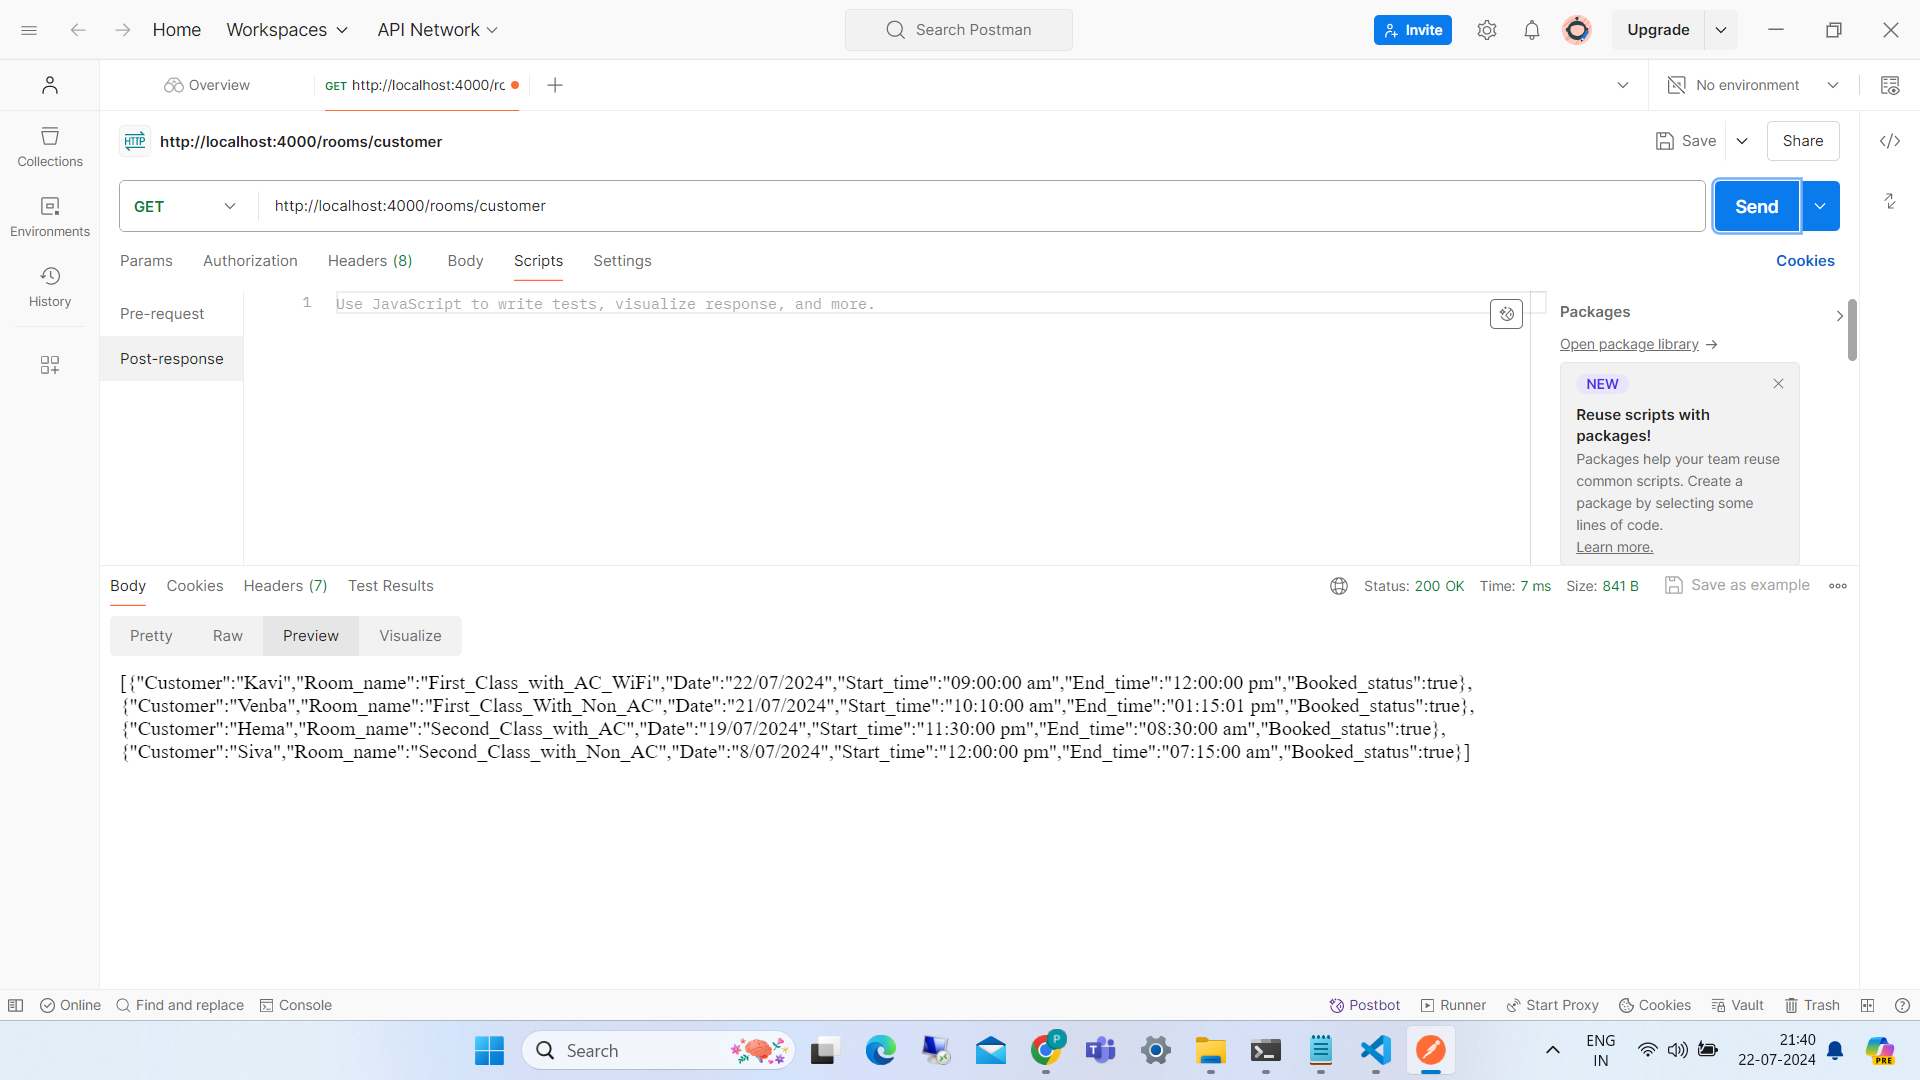 Home
Workspaces
API Network
Search Postman
Invite
Upgrade
Overview
GET http://localhost:4000/rc
No environment
Collections
Environments
History
HTTP
http://localhost:4000/rooms/customer
Save
Share
GET
http://localhost:4000/rooms/customer
Send
Params
Authorization
Headers (8)
Body
Scripts
Settings
Cookies
Pre-request
Post-response
1
Use JavaScript to write tests, visualize response, and more.
Packages
Open package library →
NEW
Reuse scripts with
packages!
Packages help your team reuse
common scripts. Create a
package by selecting some
lines of code.
Learn more.
Body
Cookies
Headers (7)
Test Results
Status: 200 OK
Time: 7 ms
Size: 841 B
Save as example
Pretty
Raw
Preview
Visualize
[{"Customer":"Kavi","Room_name":"First_Class_with_AC_WiFi","Date":"22/07/2024","Start_time":"09:00:00 am","End_time":"12:00:00 pm","Booked_status":true},
{"Customer":"Venba","Room_name":"First_Class_With_Non_AC","Date":"21/07/2024","Start_time":"10:10:00 am","End_time":"01:15:01 pm","Booked_status":true},
{"Customer":"Hema","Room_name":"Second_Class_with_AC","Date":"19/07/2024","Start_time":"11:30:00 pm","End_time":"08:30:00 am","Booked_status":true},
{"Customer":"Siva","Room_name":"Second_Class_with_Non_AC","Date":"8/07/2024","Start_time":"12:00:00 pm","End_time":"07:15:00 am","Booked_status":true}]
Online
Find and replace
Console
Postbot
Runner
Start Proxy
Cookies
Vault
Trash
Search
P
ENG
IN
21:40
22-07-2024
PRE